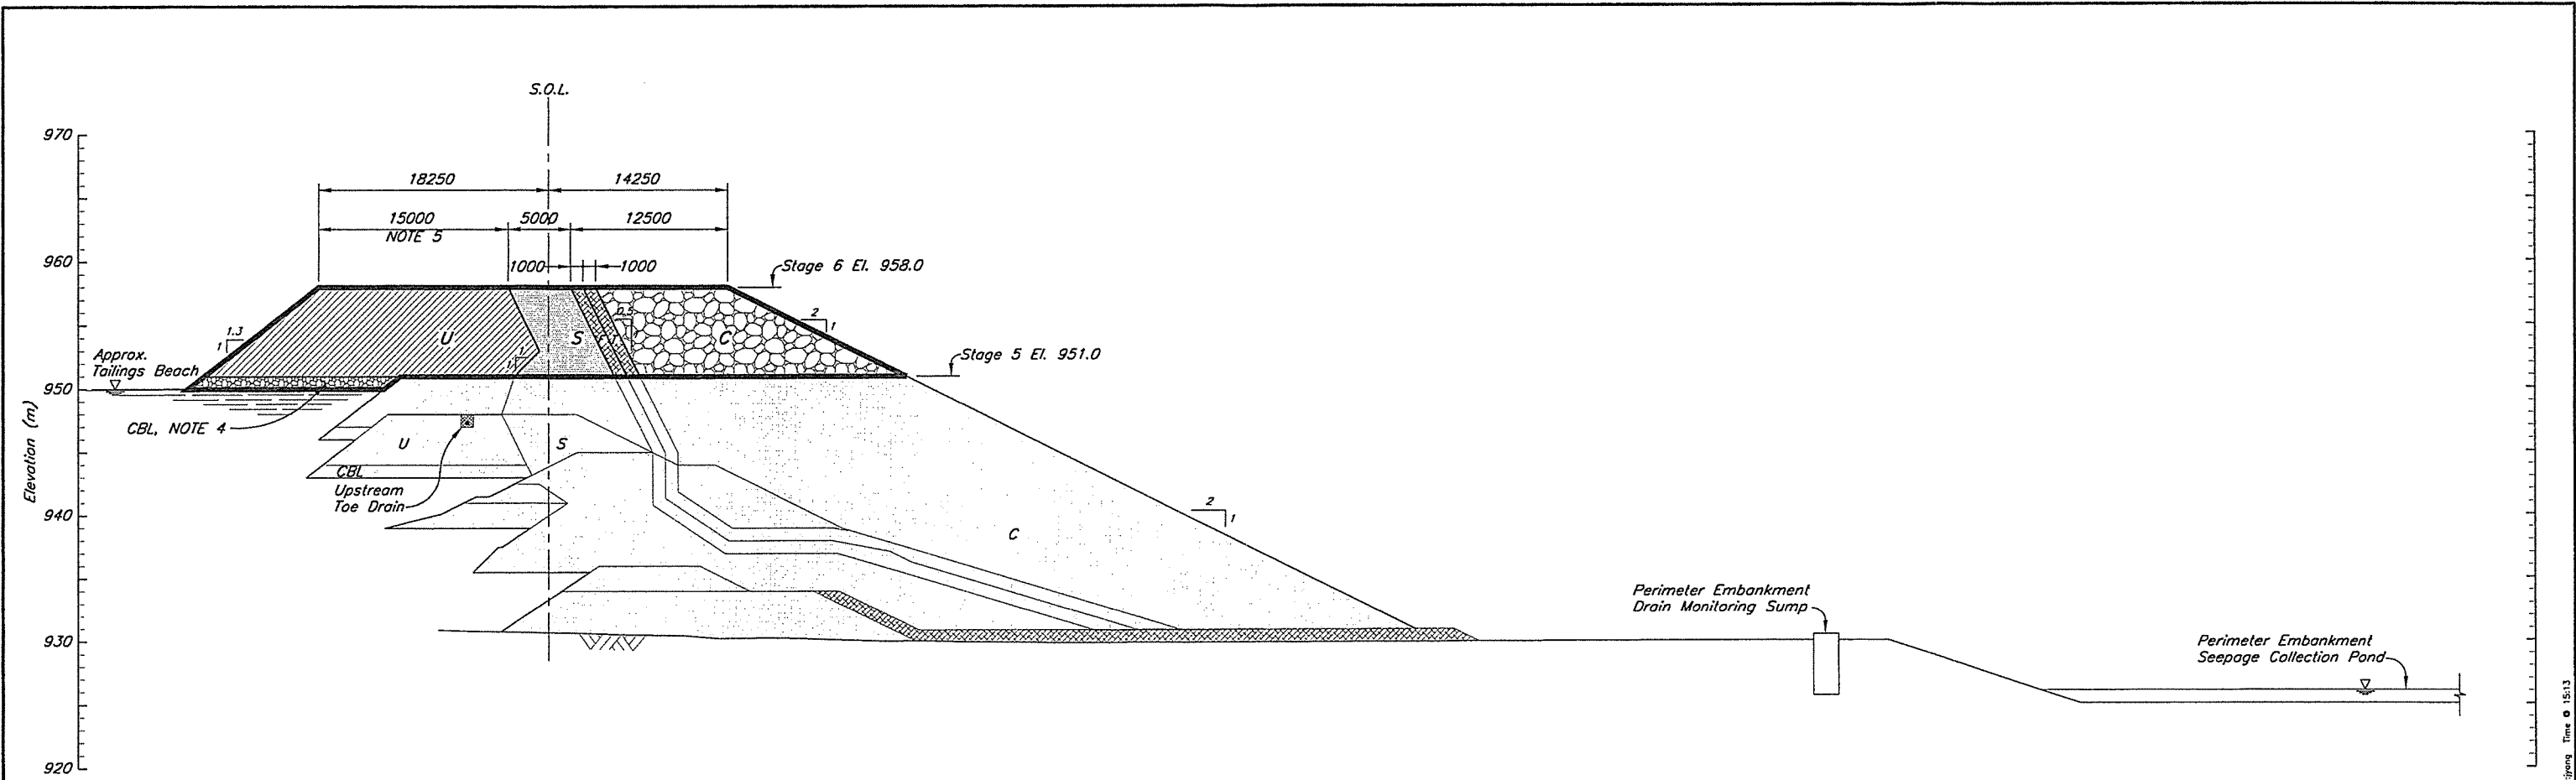 S.O.L.
970
18250 14250
15000 5000 12500
NOTE 5
960
1000 1000
Stage 6 El. 958.0
U S C
F T
0.5
1
2
1
1.3
1
1
1
Approx.
Tailings Beach
Stage 5 El. 951.0
950
CBL, NOTE 4
U S
CBL
Upstream
Toe Drain
Elevation (m)
940
2
1
C
Perimeter Embankment
Drain Monitoring Sump
930
Perimeter Embankment
Seepage Collection Pond
920
Time @ 15:13